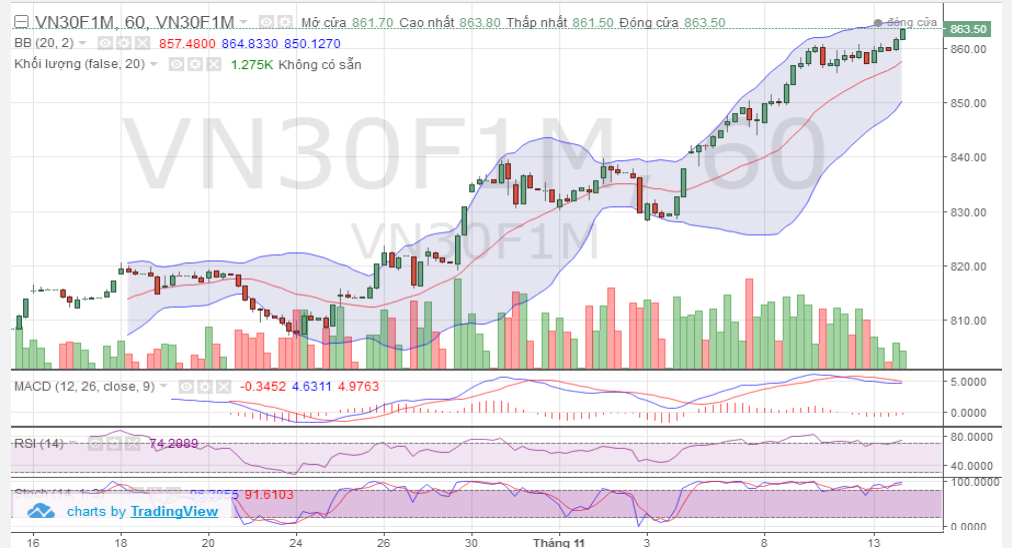 VN30F1M, 60, VN30F1M Mở cửa 861.70 Cao nhất 863.80 Thấp nhất 861.50 Đóng cửa 863.50
đóng cửa
863.50
BB (20, 2) 857.4800 864.8330 850.1270
860.00
Khối lượng (false, 20) 1.275K Không có sẵn
850.00
VN30F1M, 60
840.00
830.00
VN30F1M
820.00
810.00
MACD (12, 26, close, 9) -0.3452 4.6311 4.9763
5.0000
0.0000
RSI (14) 74.2989
80.0000
40.0000
91.6103
100.0000
charts by TradingView
0.0000
16 18 20 24 26 30 Tháng 11 3 8 13